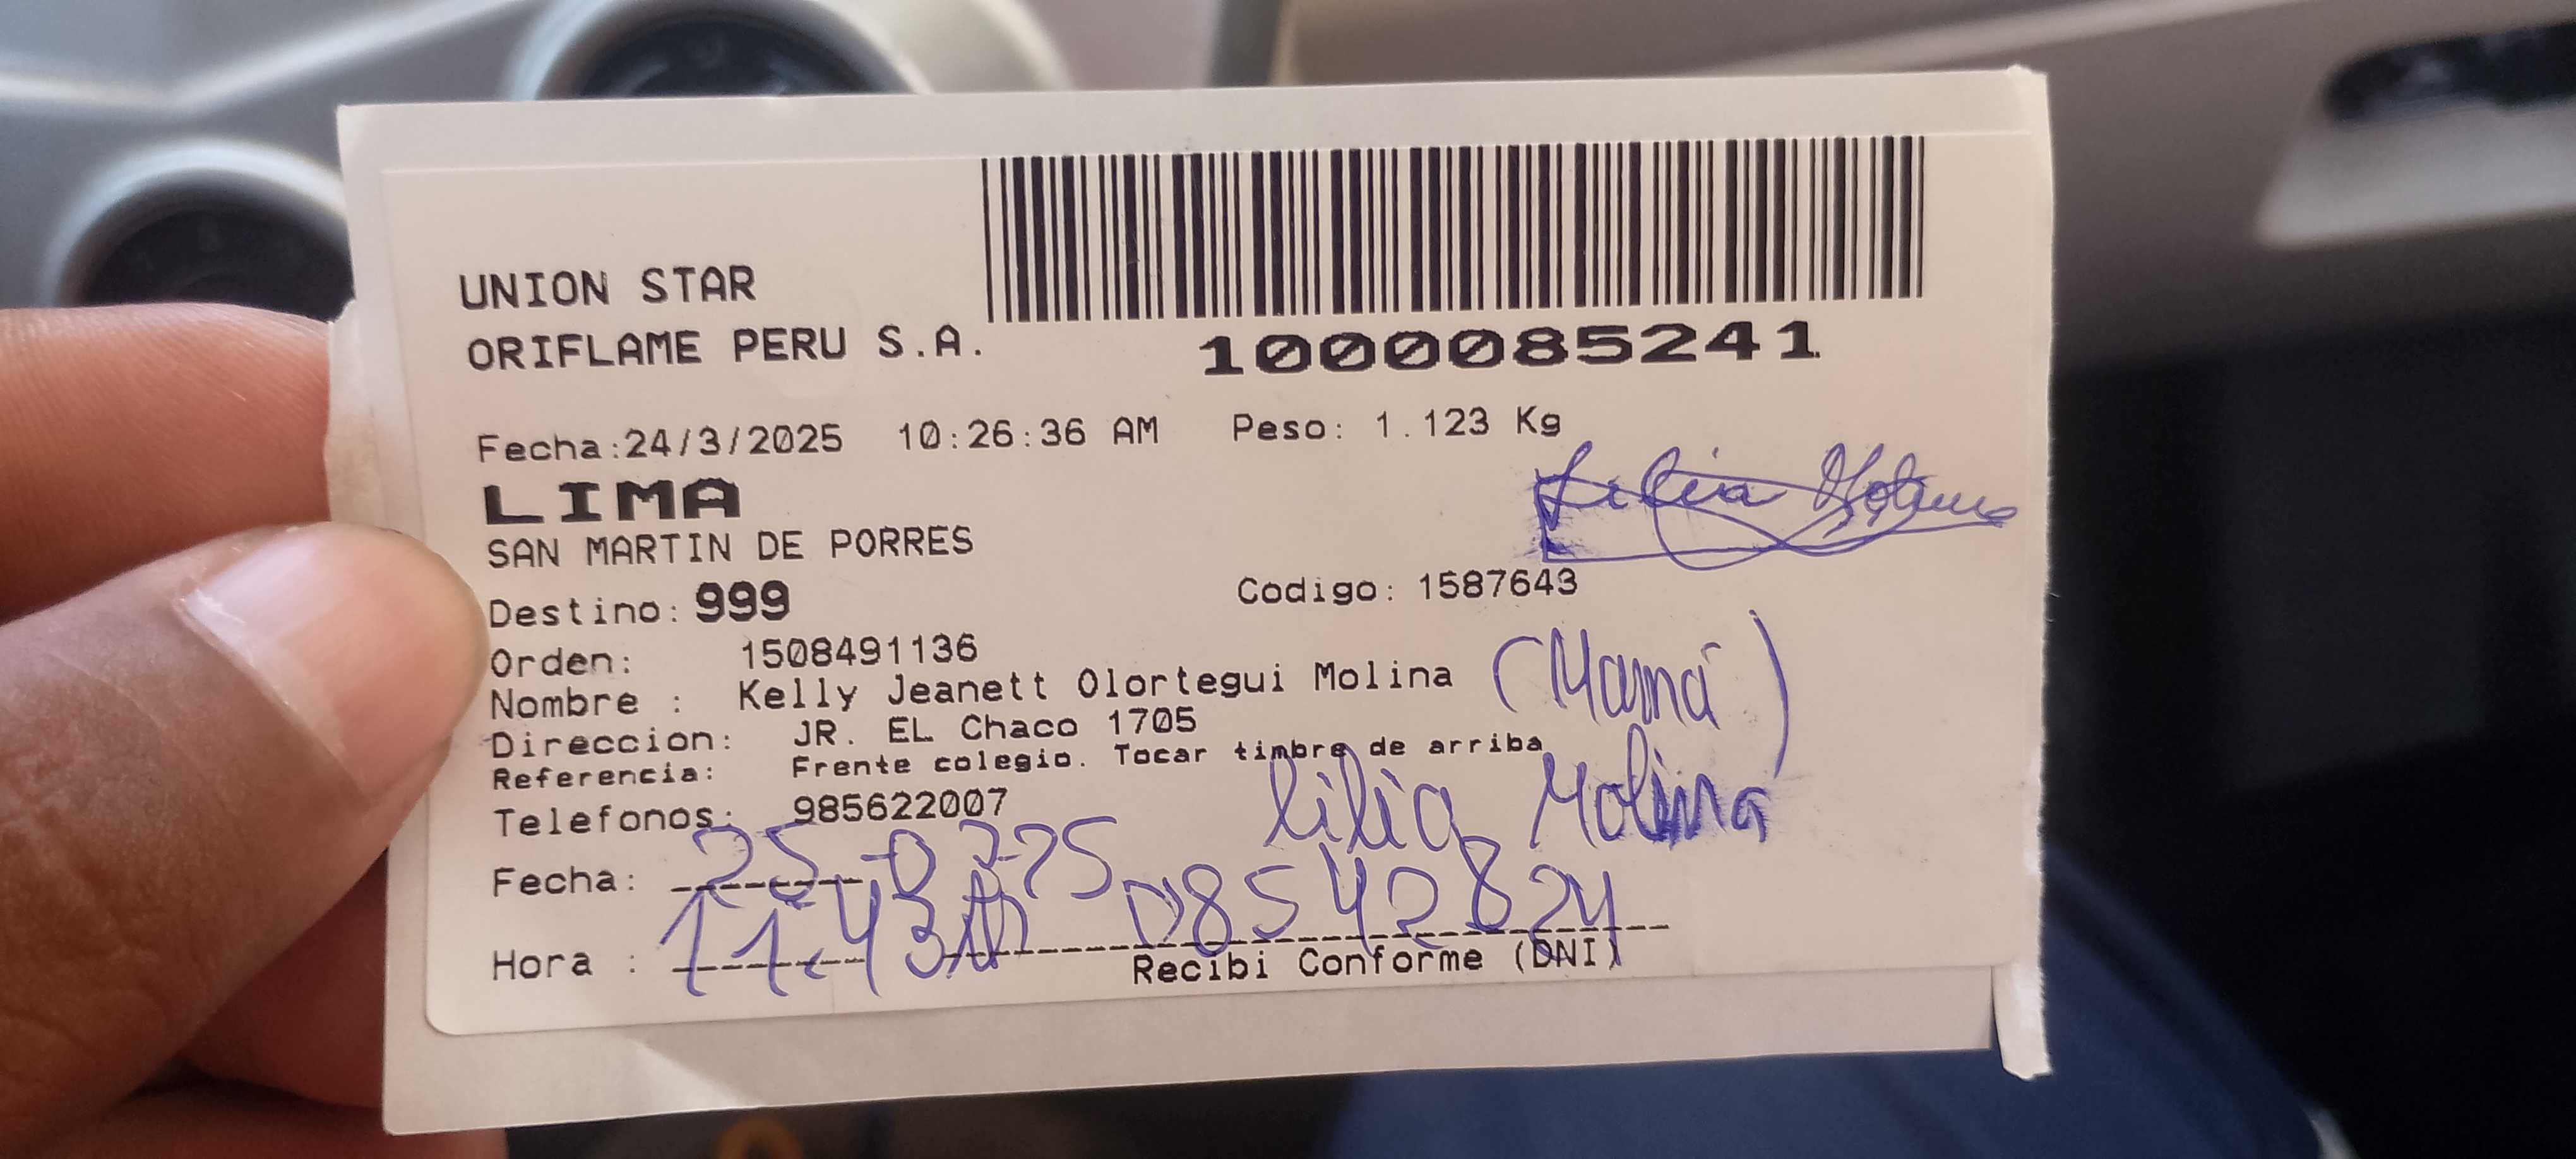 UNION STAR
ORIFLAME PERU S.A.
1000085241
Fecha:24/3/2025 10:26:36 AM Peso: 1.123 Kg
LIMA
Lilia Molina
SAN MARTIN DE PORRES
Destino: 999 Codigo: 1587643
Orden: 1508491136
Nombre : Kelly Jeanett Olortegui Molina (Mamá)
Direccion: JR. EL Chaco 1705
Referencia: Frente colegio. Tocar timbre de arriba
Telefonos: 985622007 Lilia Molina
Fecha: 25-03-25
08542824
Hora : 11:43
Recibi Conforme (DNI)